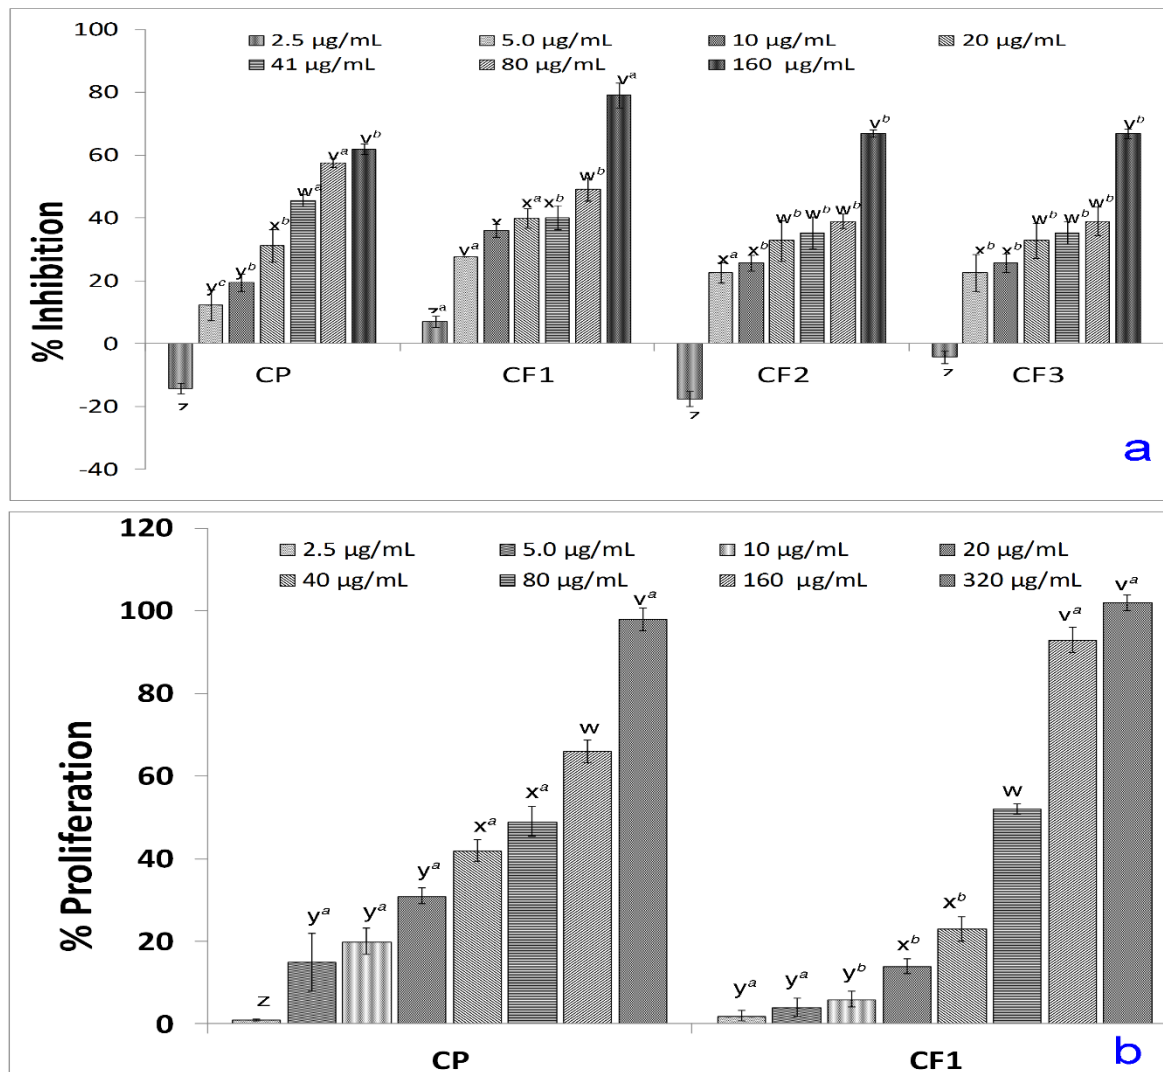 100
80
60
40
20
0
-20
-40
% Inhibition
2.5 µg/mL 5.0 µg/mL 10 µg/mL 20 µg/mL
41 µg/mL 80 µg/mL 160 µg/mL
z yᶜ yᵇ xᵇ wᵃ vᵃ vᵇ
zᵃ vᵃ x xᵃ xᵇ wᵇ vᵃ
z xᵃ xᵇ wᵇ wᵇ wᵇ vᵇ
z xᵇ xᵇ wᵇ wᵇ wᵇ vᵇ
CP CF1 CF2 CF3
a
120
100
80
60
40
20
0
% Proliferation
2.5 µg/mL 5.0 µg/mL 10 µg/mL 20 µg/mL
40 µg/mL 80 µg/mL 160 µg/mL 320 µg/mL
z yᵃ yᵃ yᵃ xᵃ xᵃ w vᵃ
yᵃ yᵃ yᵇ xᵇ xᵇ w vᵃ vᵃ
CP CF1
b